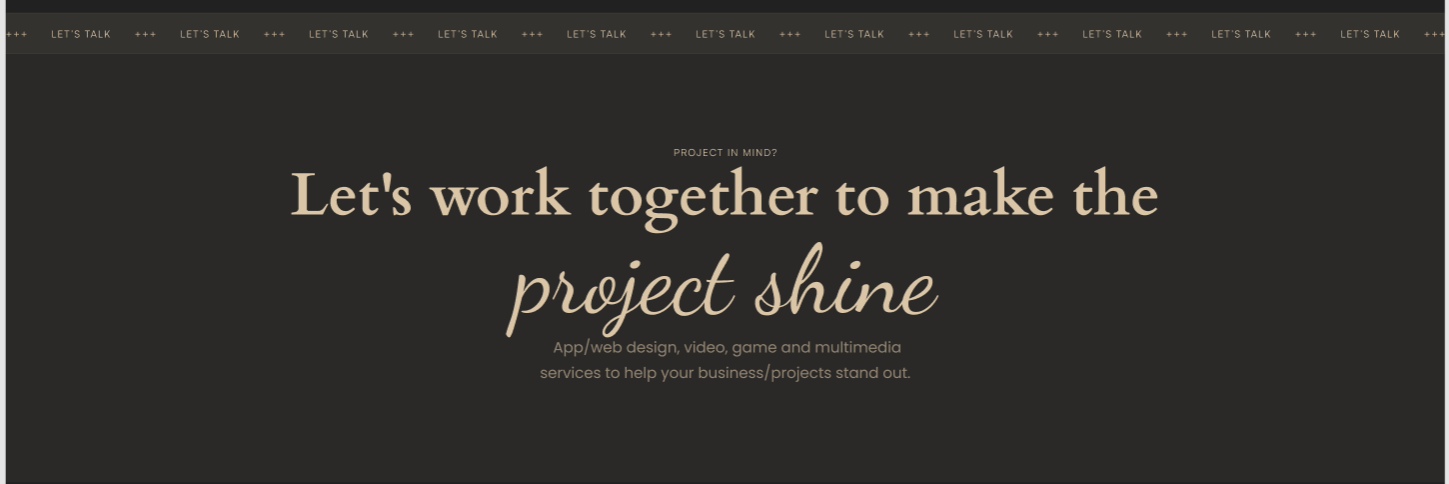 +++ LET'S TALK +++ LET'S TALK +++ LET'S TALK +++ LET'S TALK +++ LET'S TALK +++ LET'S TALK +++ LET'S TALK +++ LET'S TALK +++ LET'S TALK +++ LET'S TALK +++ LET'S TALK +++
PROJECT IN MIND?
Let's work together to make the
project shine
App/web design, video, game and multimedia
services to help your business/projects stand out.